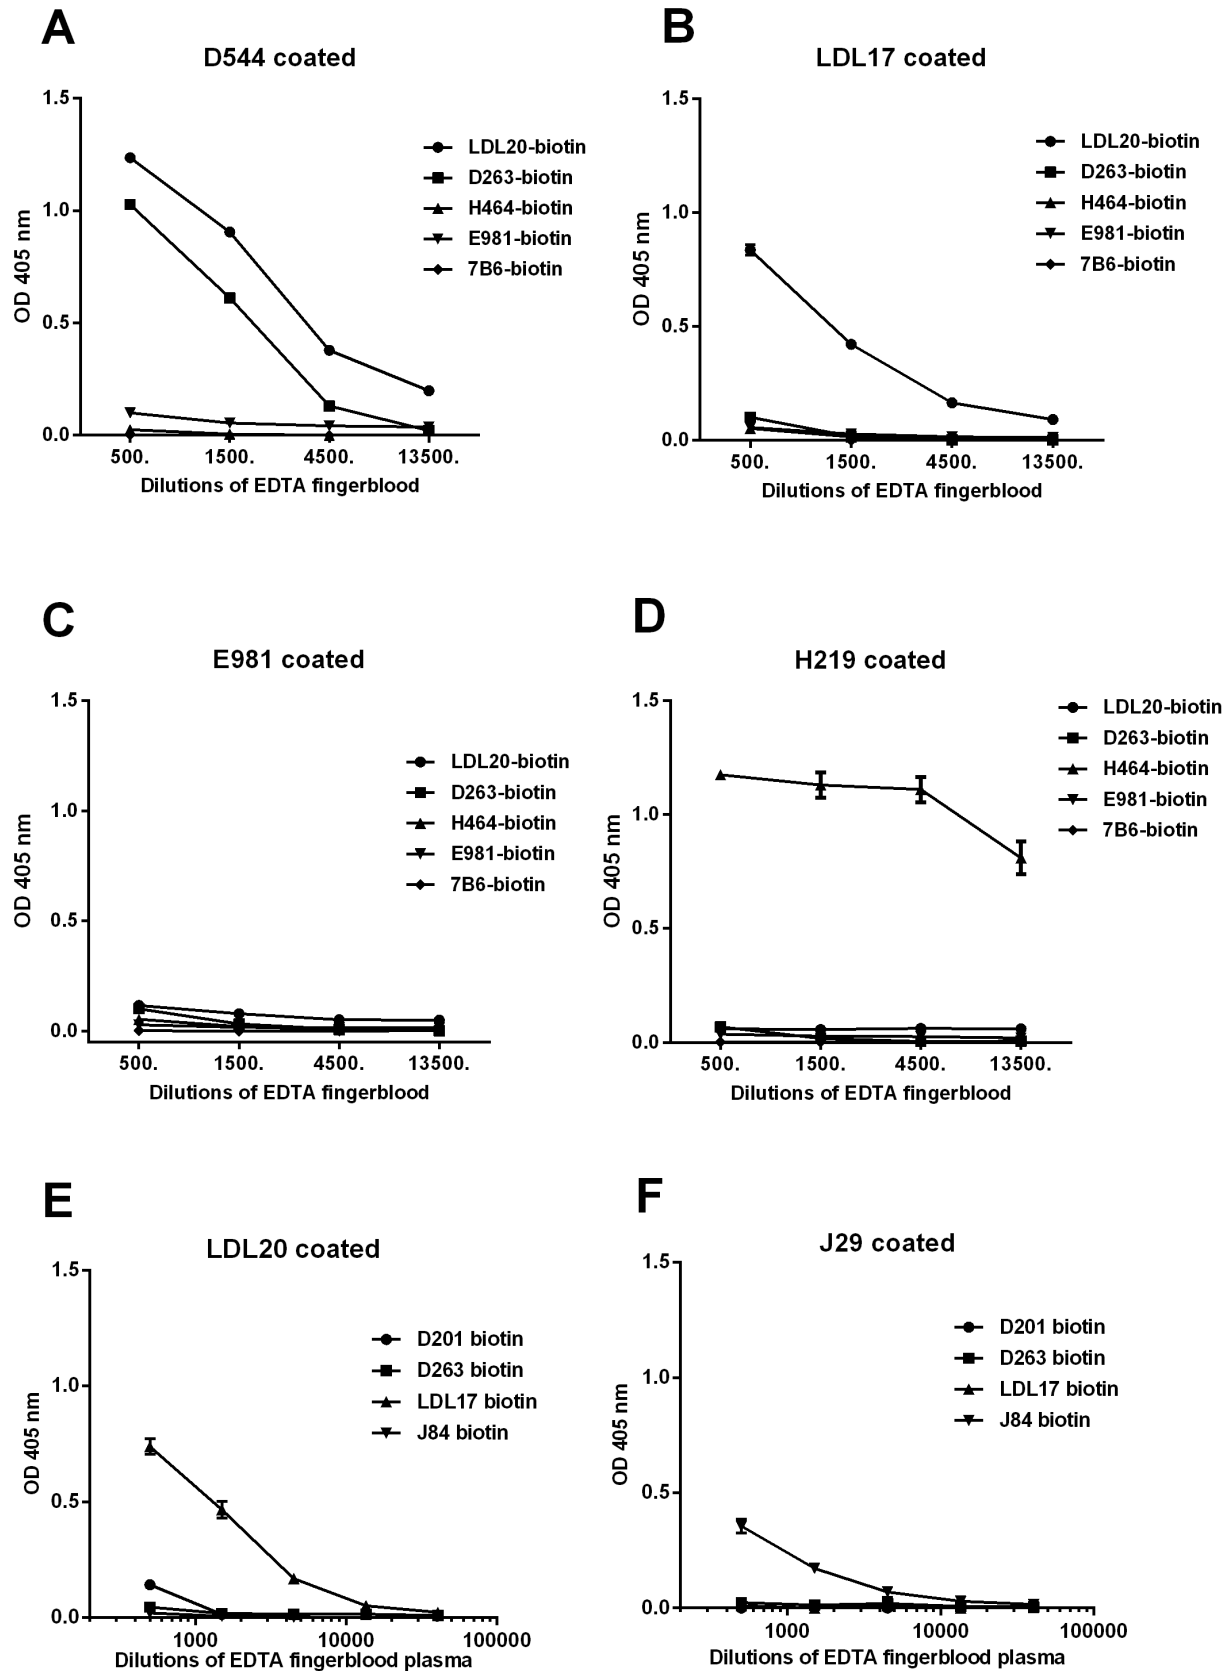 A
D544 coated
1.5
1.0
0.5
0.0
OD 405 nm
LDL20-biotin
D263-biotin
H464-biotin
E981-biotin
7B6-biotin
500.
1500.
4500.
13500.
Dilutions of EDTA fingerblood
B
LDL17 coated
1.5
1.0
0.5
0.0
OD 405 nm
LDL20-biotin
D263-biotin
H464-biotin
E981-biotin
7B6-biotin
500.
1500.
4500.
13500.
Dilutions of EDTA fingerblood
C
E981 coated
1.5
1.0
0.5
0.0
OD 405 nm
LDL20-biotin
D263-biotin
H464-biotin
E981-biotin
7B6-biotin
500.
1500.
4500.
13500.
Dilutions of EDTA fingerblood
D
H219 coated
1.5
1.0
0.5
0.0
OD 405 nm
LDL20-biotin
D263-biotin
H464-biotin
E981-biotin
7B6-biotin
500.
1500.
4500.
13500.
Dilutions of EDTA fingerblood
E
LDL20 coated
1.5
1.0
0.5
0.0
OD 405 nm
D201 biotin
D263 biotin
LDL17 biotin
J84 biotin
1000
10000
100000
Dilutions of EDTA fingerblood plasma
F
J29 coated
1.5
1.0
0.5
0.0
OD 405 nm
D201 biotin
D263 biotin
LDL17 biotin
J84 biotin
1000
10000
100000
Dilutions of EDTA fingerblood plasma